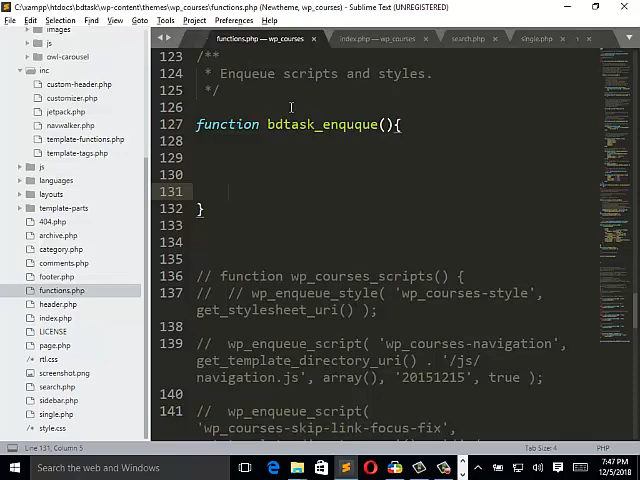 C:\xampp\htocs\bdtask\wp-content\themes\wp_courses\functions.php (Newtheme, wp_courses) - Sublime Text (UNREGISTERED)
File Edit Selection Find View Goto Tools Project Preferences Help
functions.php — wp_courses × index.php — wp_courses × search.php × single.php × 1 ×
images
js
owl-carousel
inc
custom-header.php
customizer.php
jetpack.php
navwalker.php
template-functions.php
template-tags.php
js
languages
layouts
template-parts
404.php
archive.php
category.php
comments.php
footer.php
functions.php
header.php
index.php
LICENSE
page.php
rtl.css
screenshot.png
search.php
sidebar.php
single.php
style.css
123 /**
124 * Enqueue scripts and styles.
125 */
126
127 function bdtask_enquque(){
128
129
130
131
132 }
133
134
135
136 // function wp_courses_scripts() {
137 // // wp_enqueue_style( 'wp_courses-style',
get_stylesheet_uri() );
138
139 // wp_enqueue_script( 'wp_courses-navigation',
get_template_directory_uri() . '/js/
navigation.js', array(), '20151215', true );
140
141 // wp_enqueue_script(
'wp_courses-skip-link-focus-fix',
Line 131, Column 5 Tab Size: 4 PHP
Search the web and Windows
7:47 PM
12/5/2018